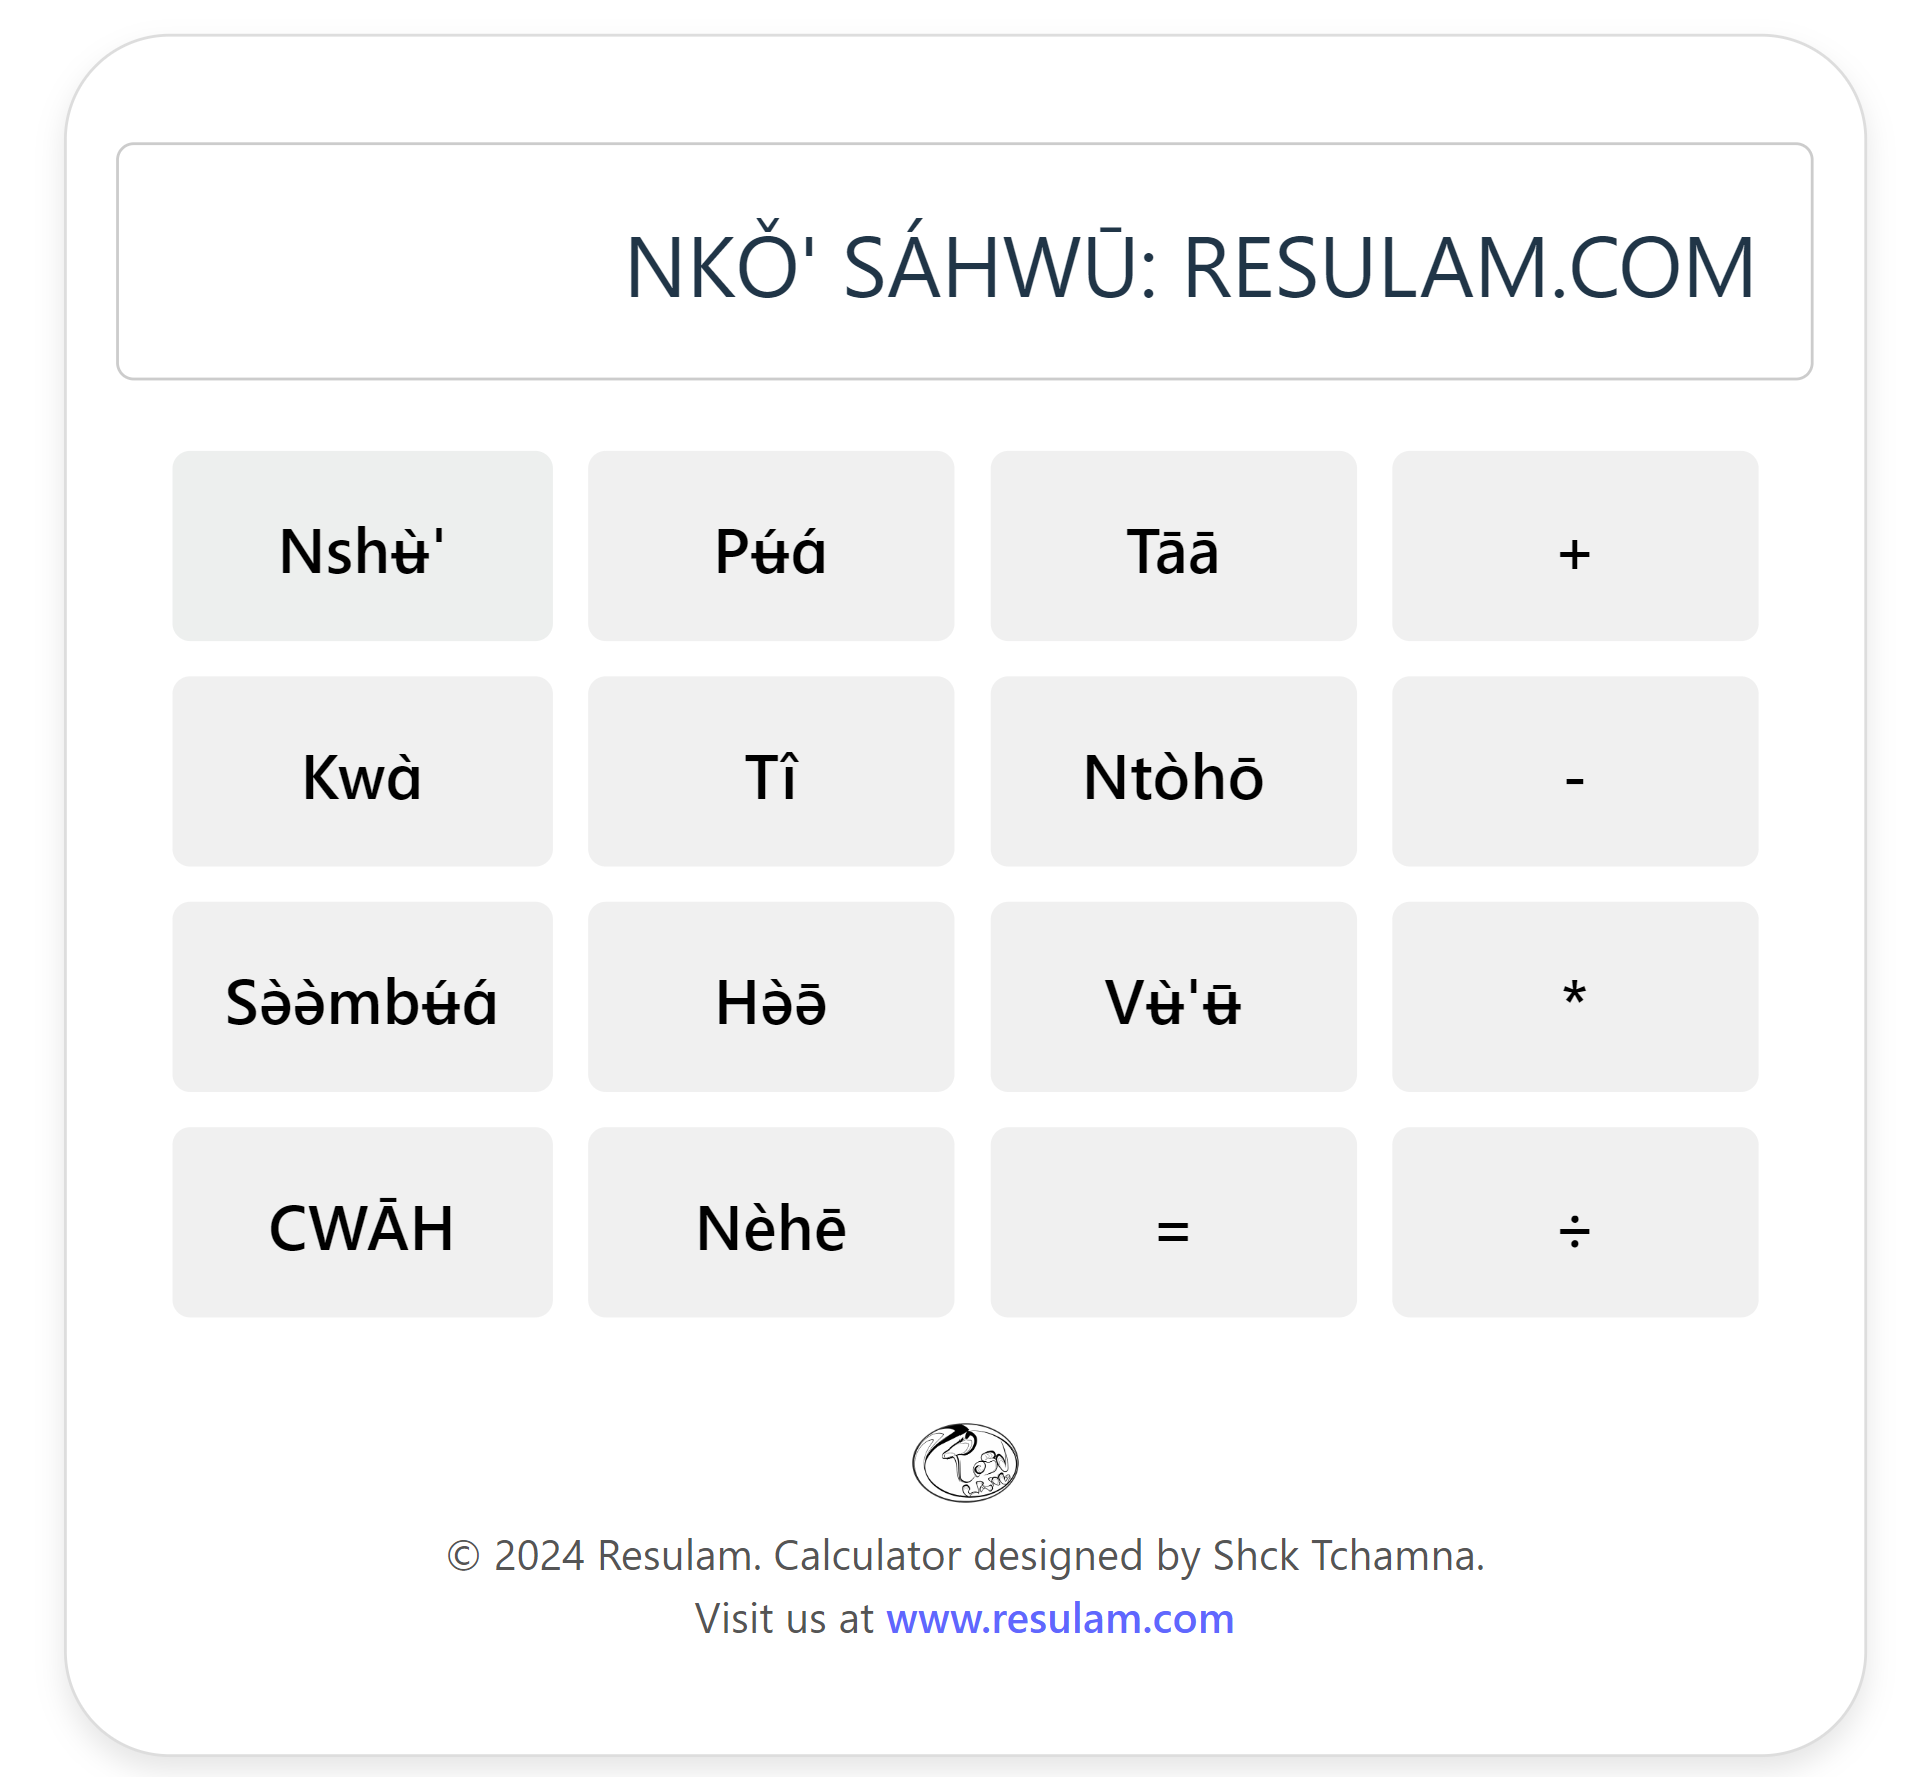 NKǑ' SÁHWŪ: RESULAM.COM
Nshʉ̀' Pʉ́ɑ́ Tāā +
Kwɑ̀ Tî Ntòhō -
Sə̀ə̀mbʉ́ɑ́ Hə̀ə̄ Vʉ̀'ʉ̄ *
CWĀH Nèhē = ÷
© 2024 Resulam. Calculator designed by Shck Tchamna.
Visit us at www.resulam.com